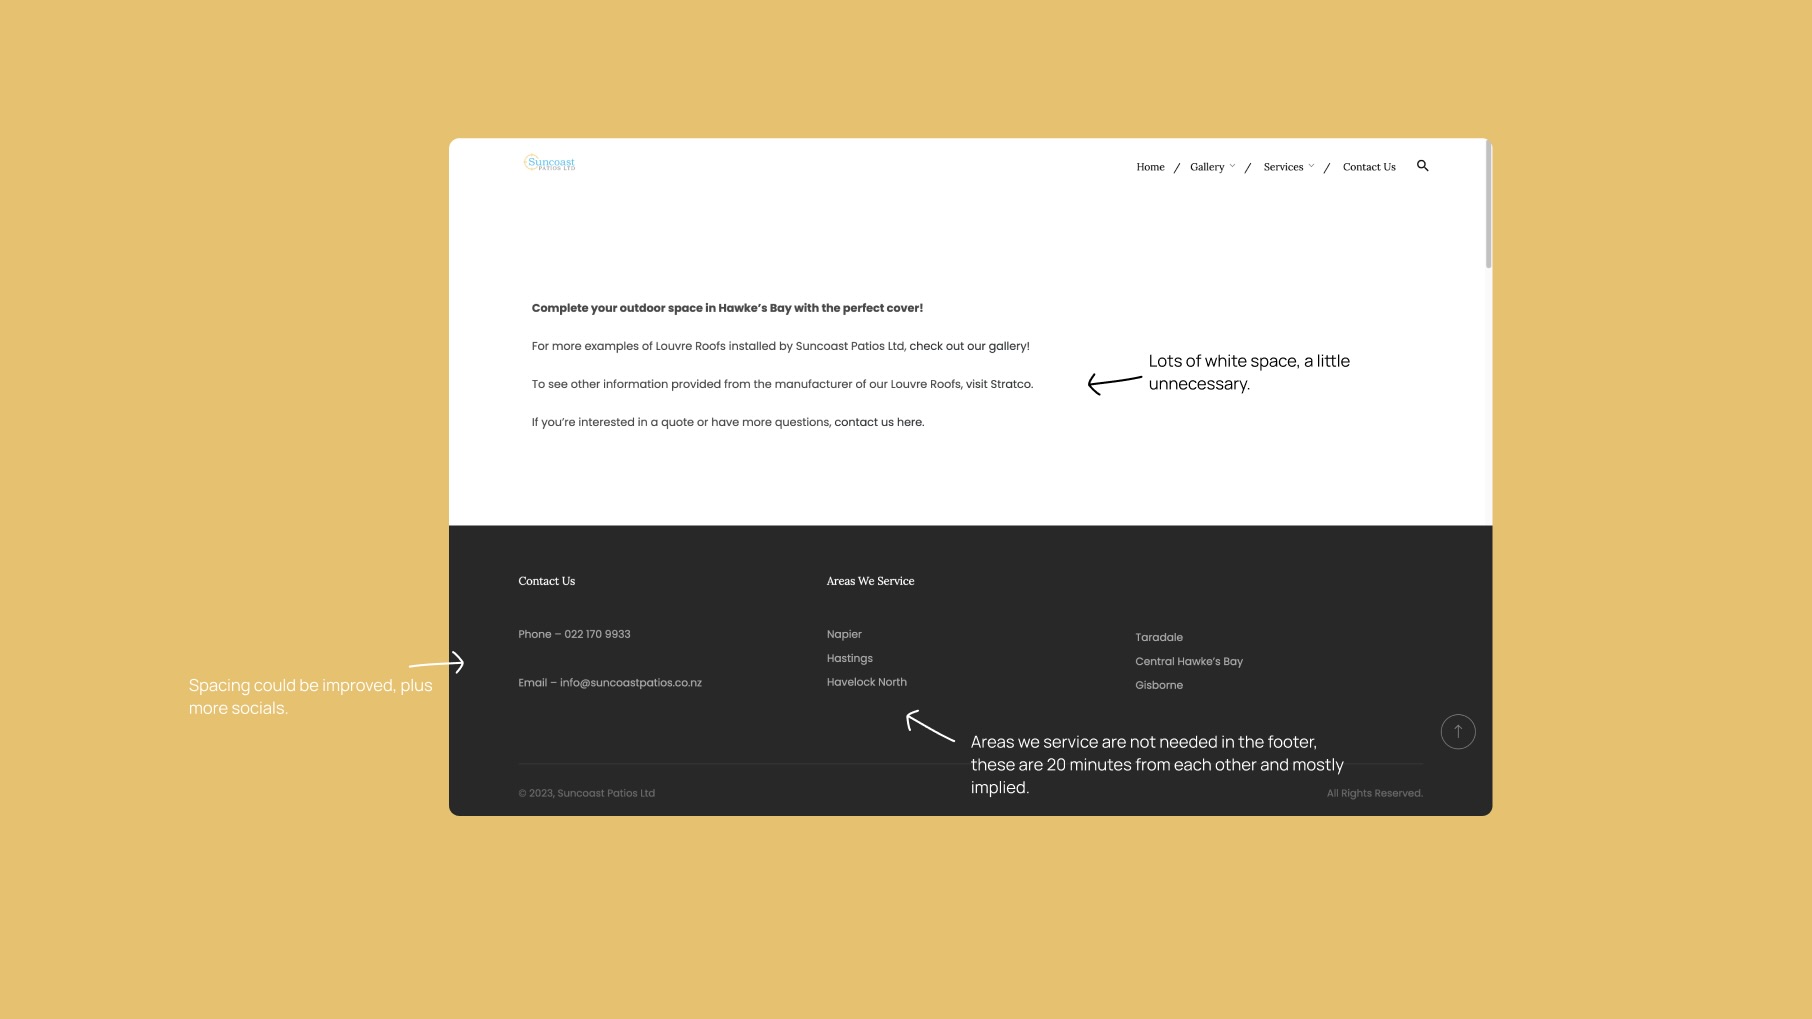 Suncoast
PATIOS LTD
Home / Gallery / Services / Contact Us
Complete your outdoor space in Hawke’s Bay with the perfect cover!
For more examples of Louvre Roofs installed by Suncoast Patios Ltd, check out our gallery!
To see other information provided from the manufacturer of our Louvre Roofs, visit Stratco.
If you’re interested in a quote or have more questions, contact us here.
Lots of white space, a little
unnecessary.
Contact Us
Phone – 022 170 9933
Email – info@suncoastpatios.co.nz
Areas We Service
Napier
Hastings
Havelock North
Taradale
Central Hawke’s Bay
Gisborne
Spacing could be improved, plus
more socials.
Areas we service are not needed in the footer,
these are 20 minutes from each other and mostly
implied.
© 2023, Suncoast Patios Ltd
All Rights Reserved.